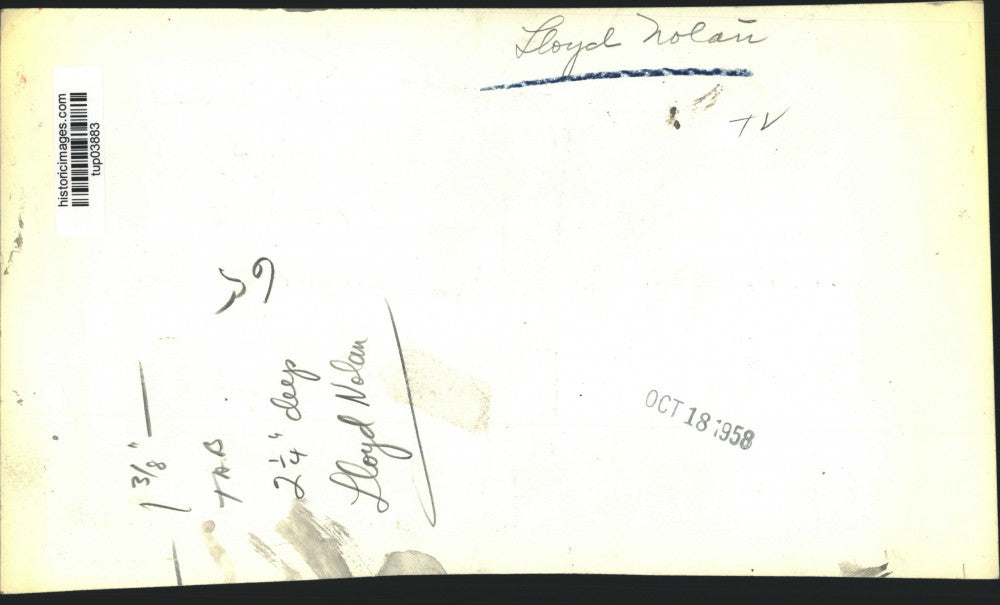 Lloyd Nolan
TV
historicimages.com
tup03883
1 3/8"
TAB
2 1/4" deep
Lloyd Nolan
OCT 18 1958